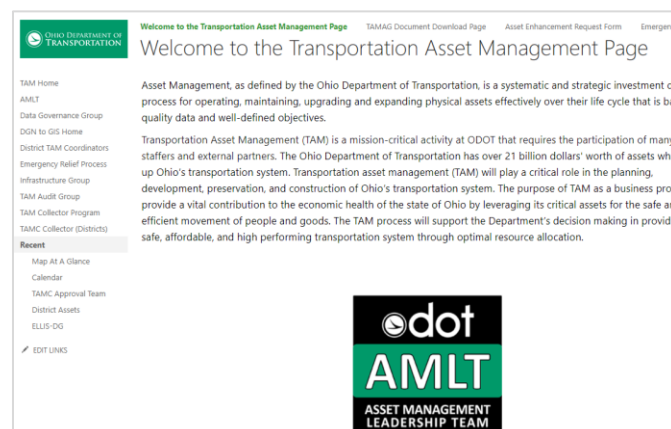 OHIO DEPARTMENT OF
TRANSPORTATION
Welcome to the Transportation Asset Management Page TAMAG Document Download Page Asset Enhancement Request Form Emergen
Welcome to the Transportation Asset Management Page
TAM Home
AMLT
Data Governance Group
DGN to GIS Home
District TAM Coordinators
Emergency Relief Process
Infrastructure Group
TAM Audit Group
TAM Collector Program
TAMC Collector (Districts)
Recent
Map At A Glance
Calendar
TAMC Approval Team
District Assets
ELLIS-DG
EDIT LINKS
Asset Management, as defined by the Ohio Department of Transportation, is a systematic and strategic investment
process for operating, maintaining, upgrading and expanding physical assets effectively over their life cycle that is
quality data and well-defined objectives.
Transportation Asset Management (TAM) is a mission-critical activity at ODOT that requires the participation of many
staffers and external partners. The Ohio Department of Transportation has over 21 billion dollars' worth of assets
up Ohio's transportation system. Transportation asset management (TAM) will play a critical role in the planning,
development, preservation, and construction of Ohio's transportation system. The purpose of TAM as a business
provide a vital contribution to the economic health of the state of Ohio by leveraging its critical assets for the safe
efficient movement of people and goods. The TAM process will support the Department's decision making in
safe, affordable, and high performing transportation system through optimal resource allocation.
odot
AMLT
ASSET MANAGEMENT
LEADERSHIP TEAM